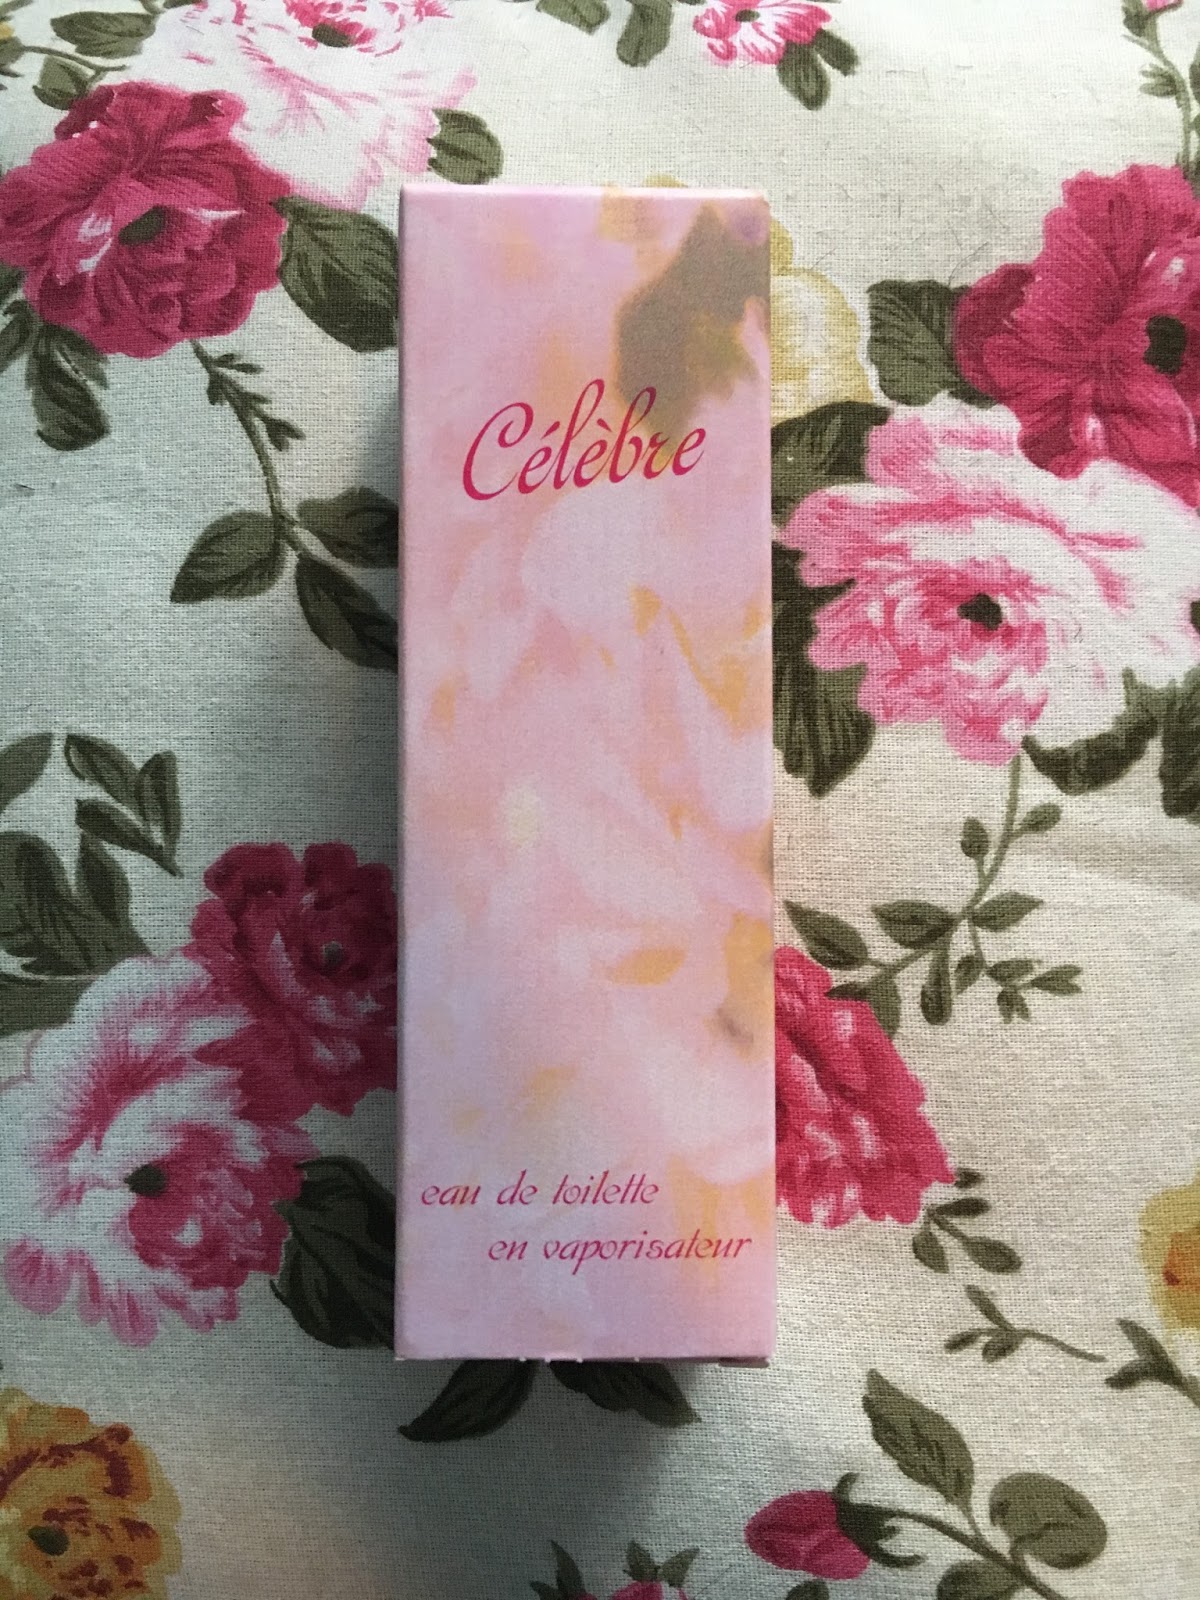 Célèbre
eau de toilette
en vaporisateur